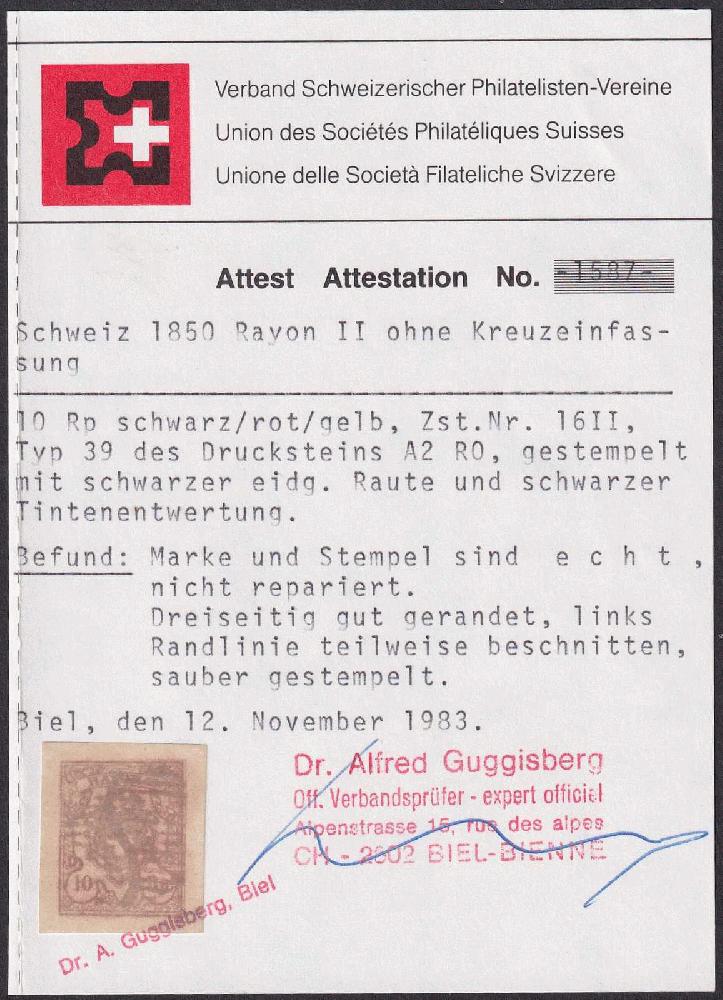 Verband Schweizerischer Philatelisten-Vereine
Union des Sociétés Philatéliques Suisses
Unione delle Società Filateliche Svizzere
Attest Attestation No. -1587-
Schweiz 1850 Rayon II ohne Kreuzeinfas-
sung
10 Rp schwarz/rot/gelb, Zst.Nr. 16II,
Typ 39 des Drucksteins A2 RO, gestempelt
mit schwarzer eidg. Raute und schwarzer
Tintenentwertung.
Befund: Marke und Stempel sind e c h t ,
nicht repariert.
Dreiseitig gut gerandet, links
Randlinie teilweise beschnitten,
sauber gestempelt.
Biel, den 12. November 1983.
Dr. Alfred Guggisberg
Off. Verbandsprüfer - expert officiel
Alpenstrasse 15, rue des alpes
CH - 2502 BIEL-BIENNE
10
Dr. A. Guggisberg, Biel